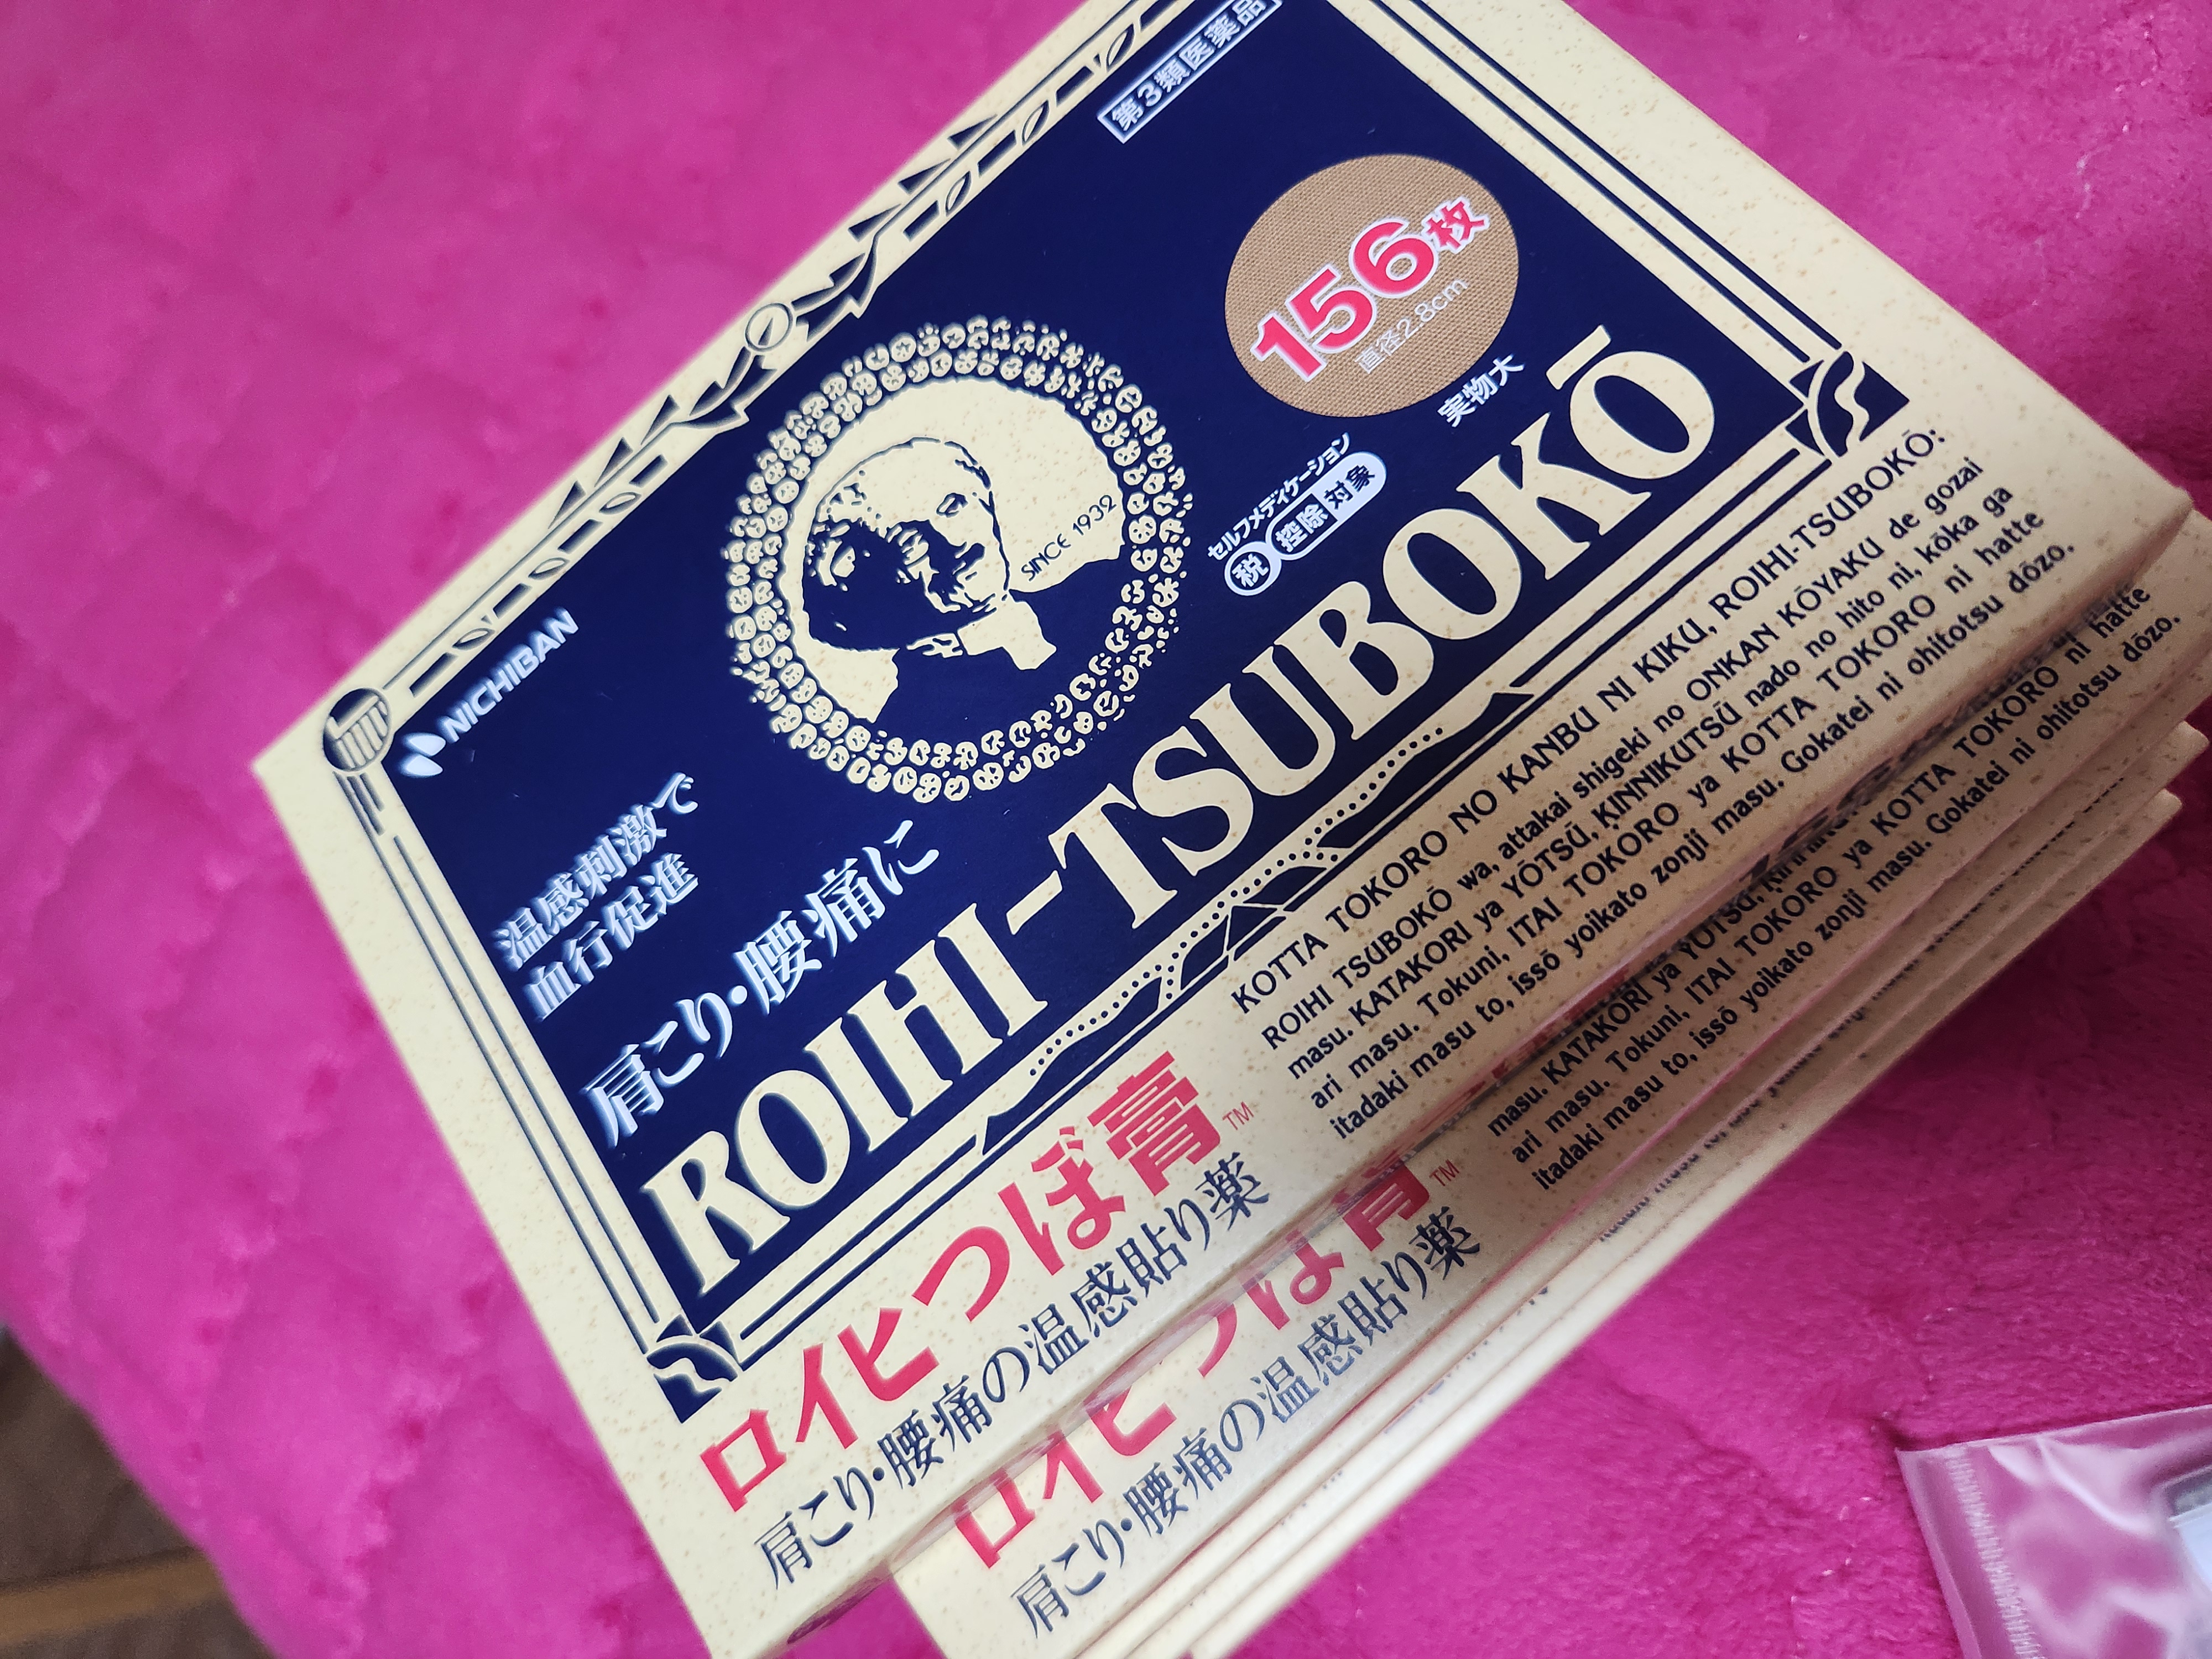 第3類医薬品
156枚
直径2.8cm
実物大
NICHIBAN
SINCE 1932
セルフメディケーション
税 控除対象
温感刺激で
血行促進
肩こり・腰痛に
ROIHI-TSUBOKŌ
ロイヒつぼ膏™
肩こり・腰痛の温感貼り薬
KOTTA TOKORO NO KANBU NI KIKU, ROIHI-TSUBOKŌ:
ROIHI TSUBOKŌ wa, attakai shigeki no ONKAN KŌYAKU de gozai
masu. KATAKORI ya YŌTSŪ, KINNIKUTSŪ nado no hito ni, kōka ga
ari masu. Tokuni, ITAI TOKORO ya KOTTA TOKORO ni hatte
itadaki masu to, issō yoikato zonji masu. Gokatei ni ohitotsu dōzo.
ロイヒつぼ膏™
肩こり・腰痛の温感貼り薬
masu. KATAKORI ya YŌTSŪ,
ari masu. Tokuni, ITAI TOKORO ya KOTTA TOKORO ni hatte
itadaki masu to, issō yoikato zonji masu. Gokatei ni ohitotsu dōzo.